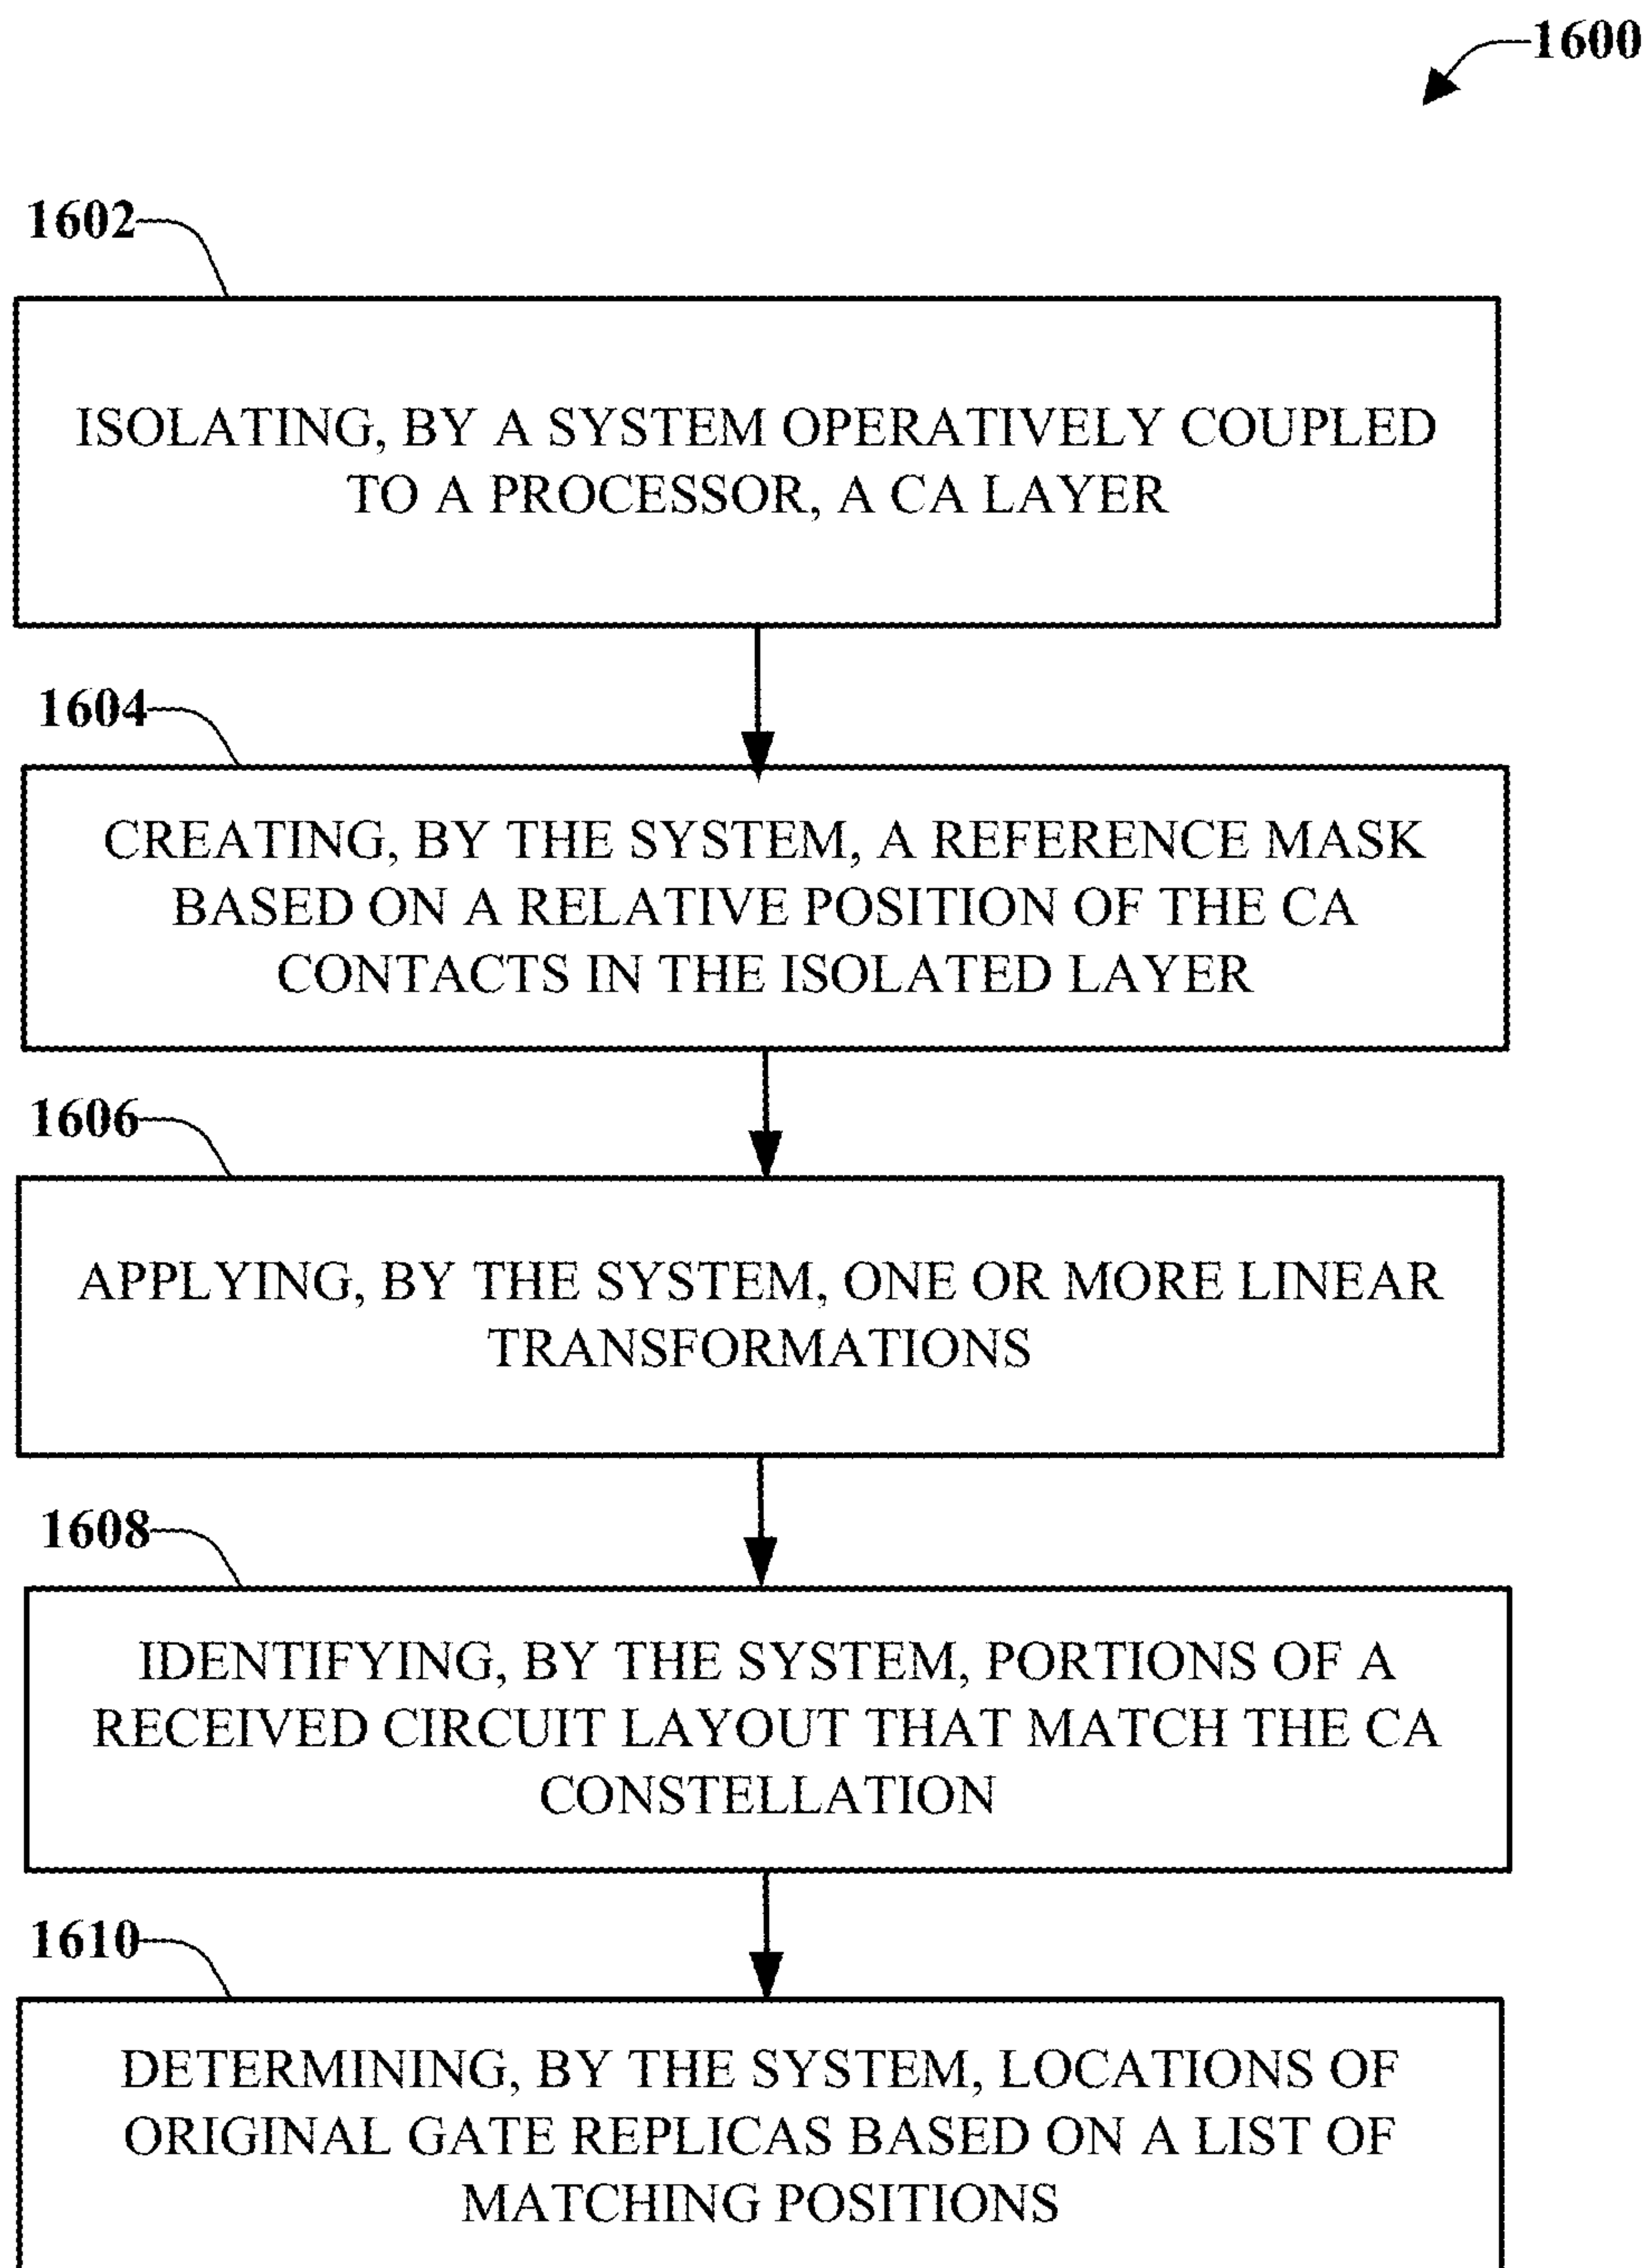 1600
1602
ISOLATING, BY A SYSTEM OPERATIVELY COUPLED
TO A PROCESSOR, A CA LAYER
1604
CREATING, BY THE SYSTEM, A REFERENCE MASK
BASED ON A RELATIVE POSITION OF THE CA
CONTACTS IN THE ISOLATED LAYER
1606
APPLYING, BY THE SYSTEM, ONE OR MORE LINEAR
TRANSFORMATIONS
1608
IDENTIFYING, BY THE SYSTEM, PORTIONS OF A
RECEIVED CIRCUIT LAYOUT THAT MATCH THE CA
CONSTELLATION
1610
DETERMINING, BY THE SYSTEM, LOCATIONS OF
ORIGINAL GATE REPLICAS BASED ON A LIST OF
MATCHING POSITIONS